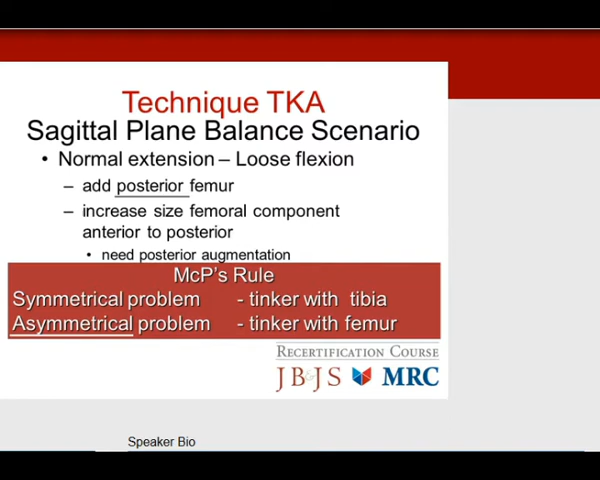 Technique TKA
Sagittal Plane Balance Scenario
• Normal extension – Loose flexion
– add posterior femur
– increase size femoral component
anterior to posterior
• need posterior augmentation
McP's Rule
Symmetrical problem - tinker with tibia
Asymmetrical problem - tinker with femur
RECERTIFICATION COURSE
JB&JS MRC
Speaker Bio